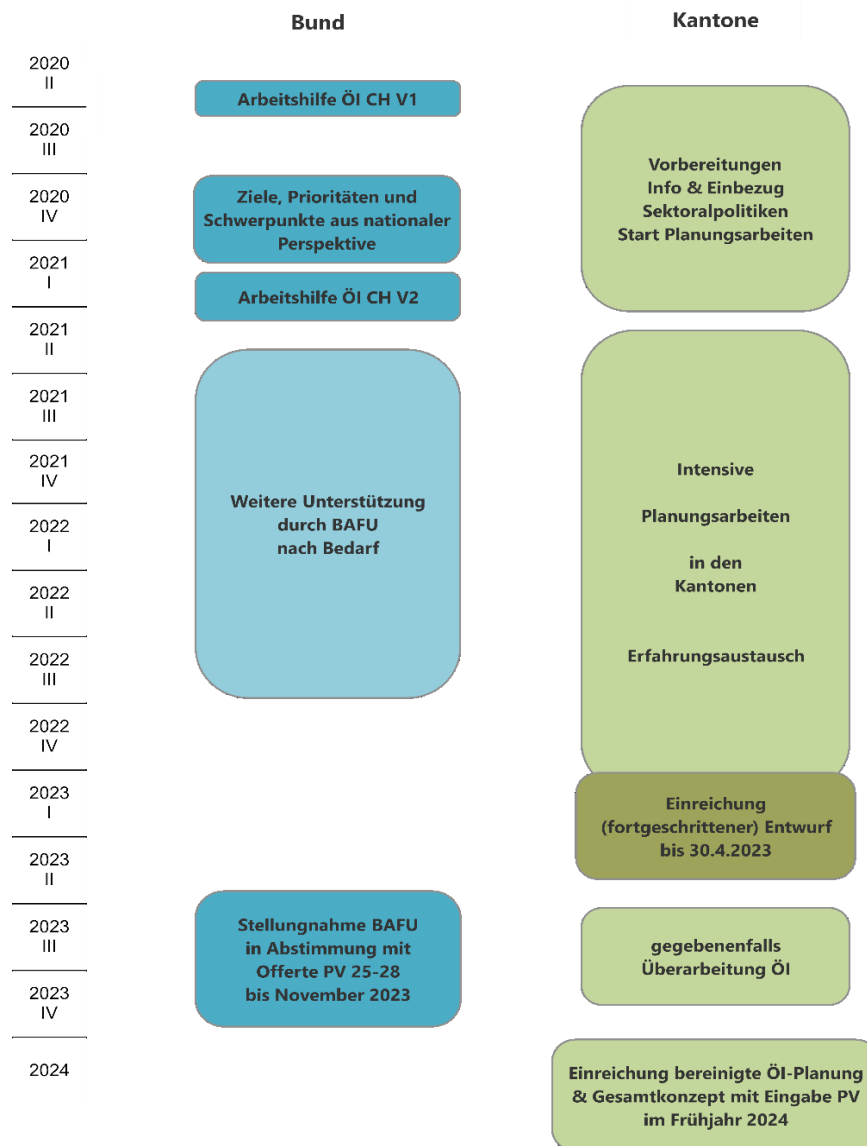 Bund
Kantone
2020
II
2020
III
2020
IV
2021
I
2021
II
2021
III
2021
IV
2022
I
2022
II
2022
III
2022
IV
2023
I
2023
II
2023
III
2023
IV
2024
Arbeitshilfe ÖI CH V1
Ziele, Prioritäten und
Schwerpunkte aus nationaler
Perspektive
Arbeitshilfe ÖI CH V2
Weitere Unterstützung
durch BAFU
nach Bedarf
Stellungnahme BAFU
in Abstimmung mit
Offerte PV 25-28
bis November 2023
Vorbereitungen
Info & Einbezug
Sektoralpolitiken
Start Planungsarbeiten
Intensive
Planungsarbeiten
in den
Kantonen
Erfahrungsaustausch
Einreichung
(fortgeschrittener) Entwurf
bis 30.4.2023
gegebenenfalls
Überarbeitung ÖI
Einreichung bereinigte ÖI-Planung
& Gesamtkonzept mit Eingabe PV
im Frühjahr 2024